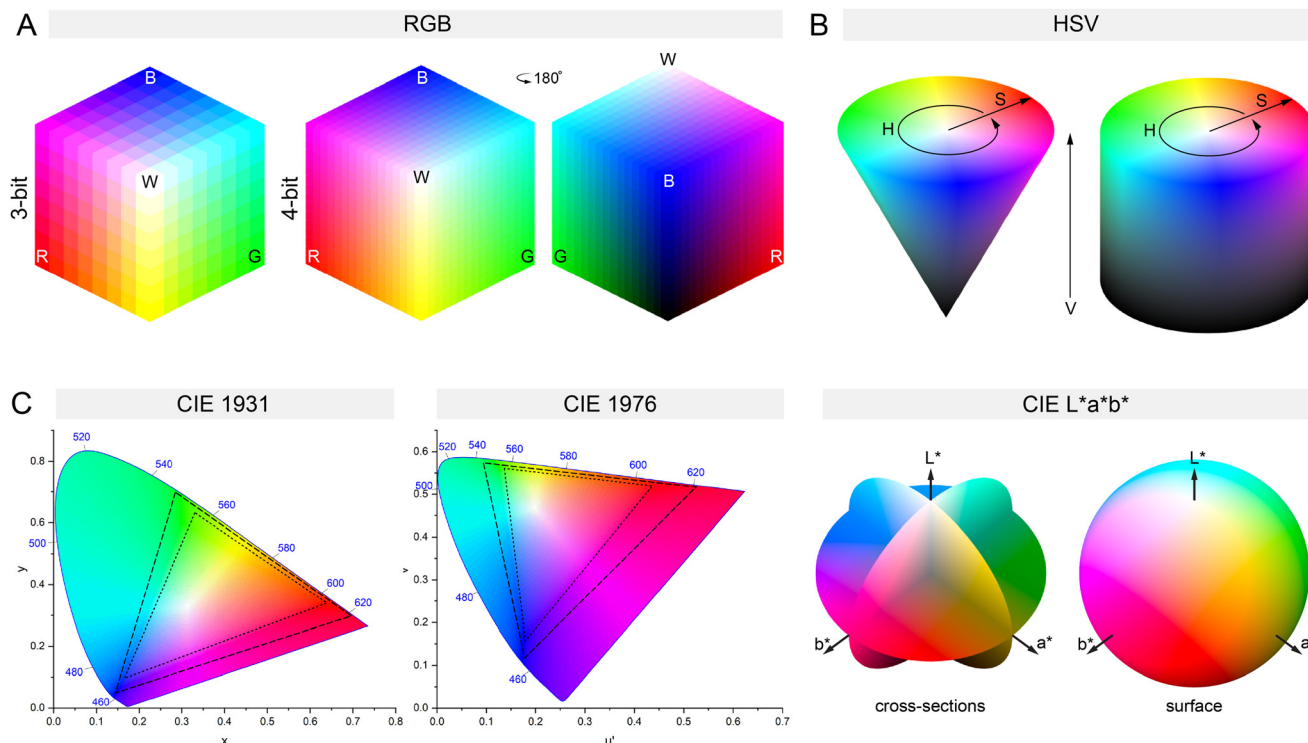 A
RGB
B
HSV
3-bit
B
W
R
G
4-bit
B
W
R
G
180°
W
B
G
R
H
S
V
H
S
C
CIE 1931
CIE 1976
CIE L*a*b*
y
0.8
0.6
0.4
0.2
0.0
0.0 0.1 0.2 0.3 0.4 0.5 0.6 0.7 0.8
x
520
540
560
580
600
620
500
480
460
v
0.6
0.5
0.4
0.3
0.2
0.1
0.0
0.0 0.1 0.2 0.3 0.4 0.5 0.6 0.7
u'
520
540
560
580
600
620
500
480
460
L*
b*
a*
cross-sections
L*
b*
a
surface